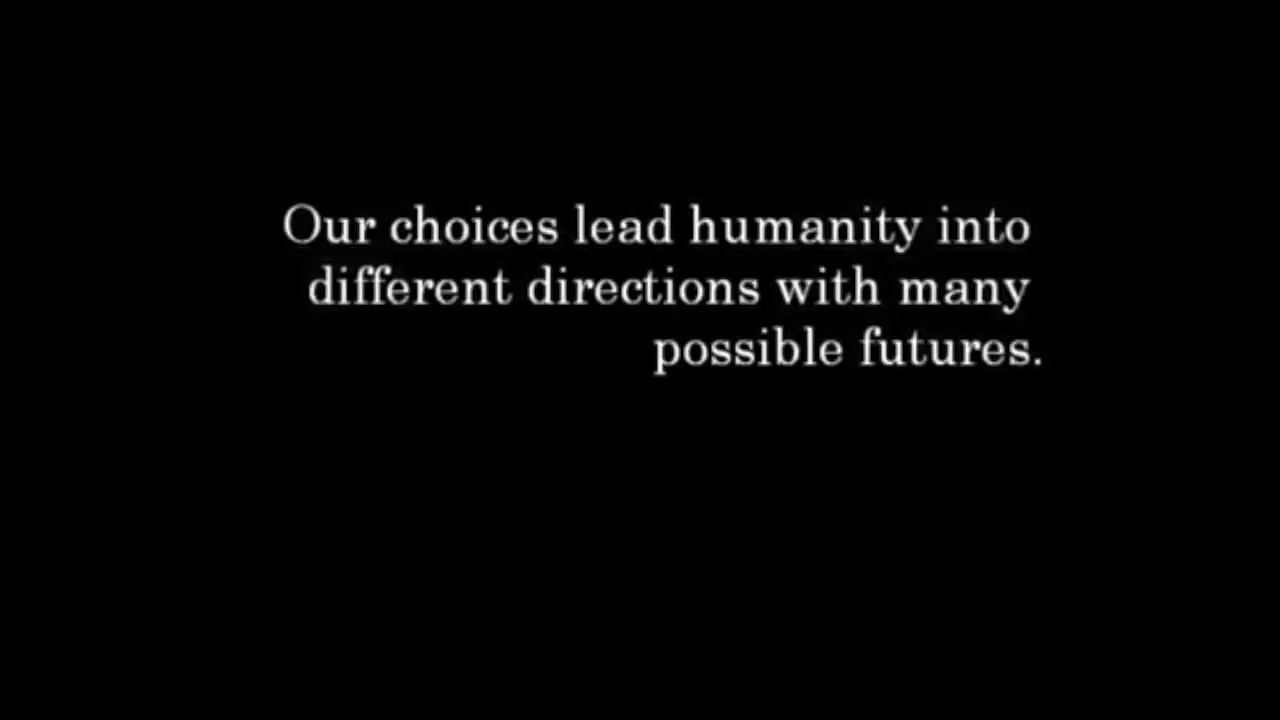 Our choices lead humanity into
different directions with many
possible futures.